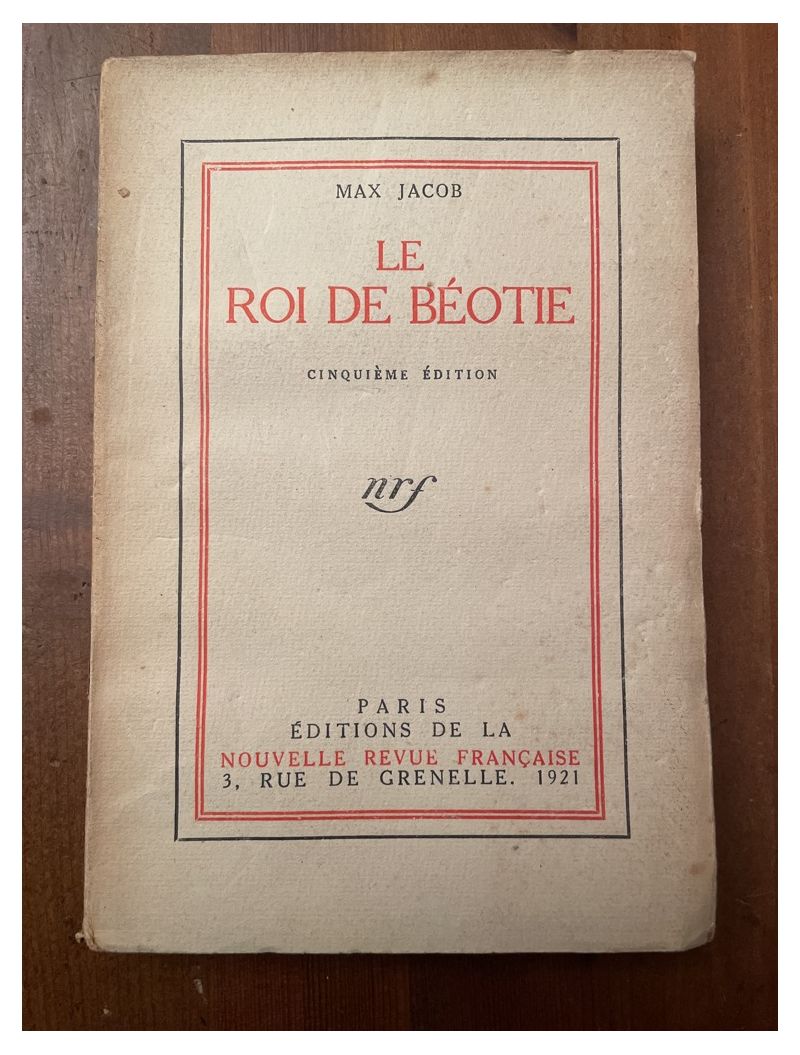 MAX JACOB
LE
ROI DE BÉOTIE
CINQUIÈME ÉDITION
nrf
PARIS
ÉDITIONS DE LA
NOUVELLE REVUE FRANÇAISE
3, RUE DE GRENELLE. 1921